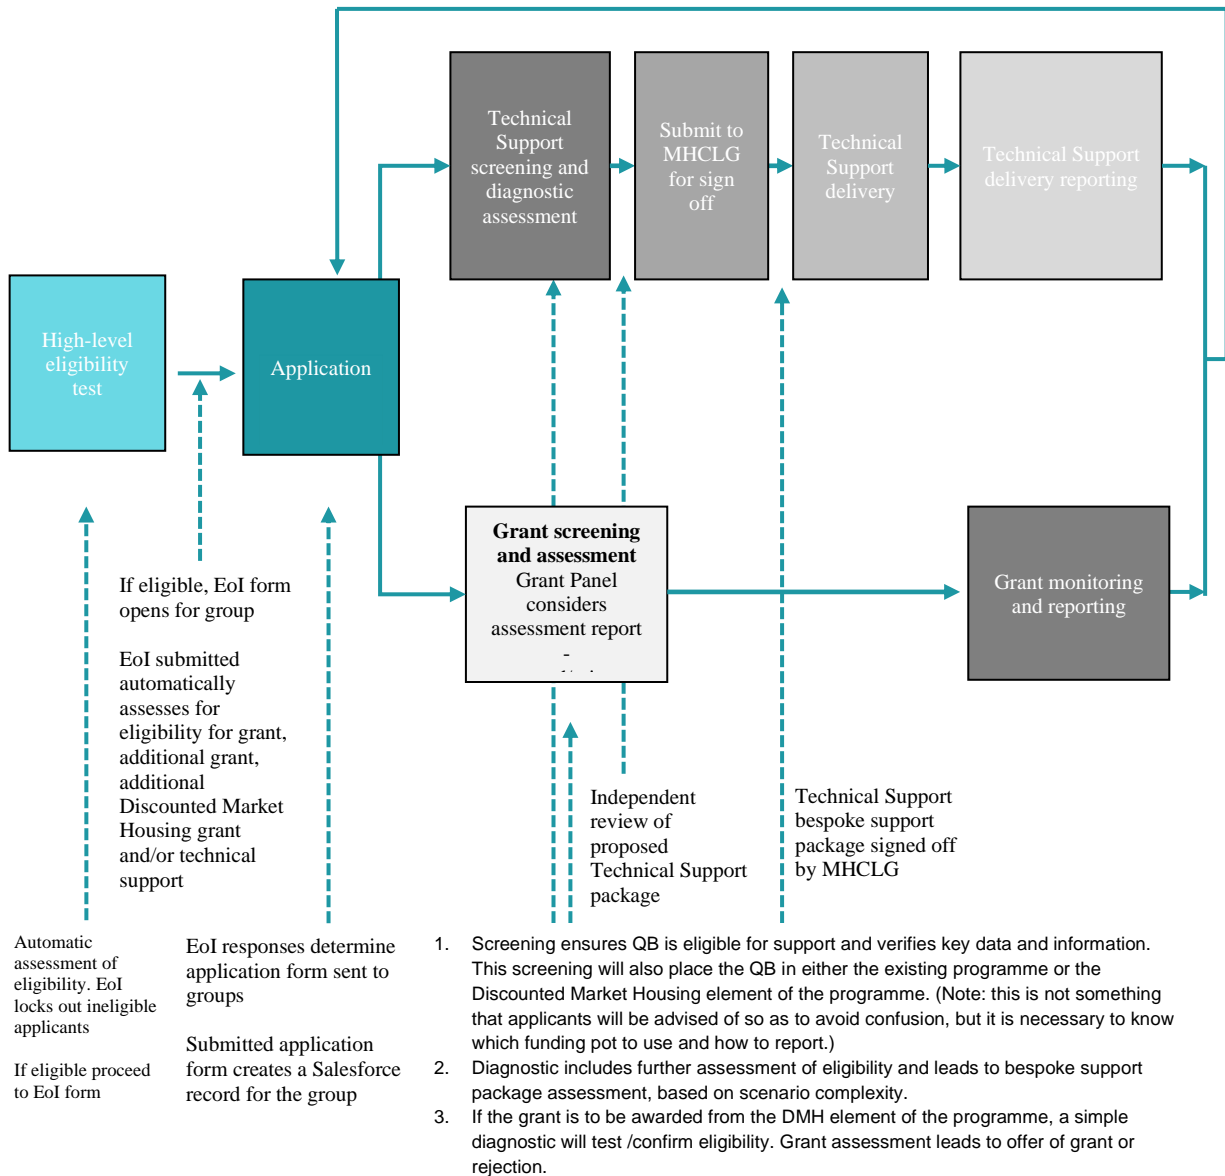 Technical
Support
screening and
diagnostic
assessment
Submit to
MHCLG
for sign
off
Technical
Support
delivery
Technical Support
delivery reporting
High-level
eligibility
test
Application
Grant screening
and assessment
Grant Panel
considers
assessment report
-
Grant monitoring
and reporting
If eligible, EoI form
opens for group
EoI submitted
automatically
assesses for
eligibility for grant,
additional grant,
additional
Discounted Market
Housing grant
and/or technical
support
Independent
review of
proposed
Technical Support
package
Technical Support
bespoke support
package signed off
by MHCLG
Automatic
assessment of
eligibility. EoI
locks out ineligible
applicants
If eligible proceed
to EoI form
EoI responses determine
application form sent to
groups
Submitted application
form creates a Salesforce
record for the group
1. Screening ensures QB is eligible for support and verifies key data and information.
This screening will also place the QB in either the existing programme or the
Discounted Market Housing element of the programme. (Note: this is not something
that applicants will be advised of so as to avoid confusion, but it is necessary to know
which funding pot to use and how to report.)
2. Diagnostic includes further assessment of eligibility and leads to bespoke support
package assessment, based on scenario complexity.
3. If the grant is to be awarded from the DMH element of the programme, a simple
diagnostic will test /confirm eligibility. Grant assessment leads to offer of grant or
rejection.